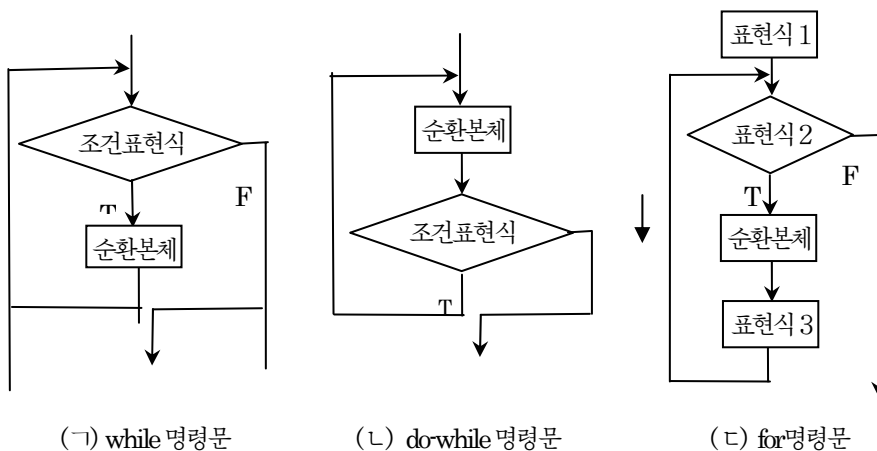 조건표현식
T
F
순환본체
(ㄱ) while 명령문
순환본체
조건표현식
T
(ㄴ) do-while 명령문
표현식 1
표현식 2
T
F
순환본체
표현식 3
(ㄷ) for명령문